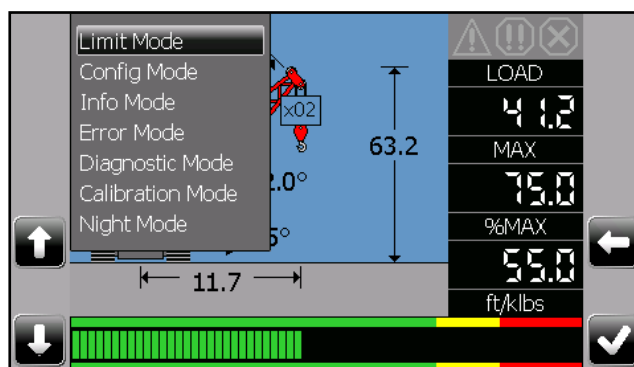 Limit Mode
Config Mode
Info Mode
Error Mode
Diagnostic Mode
Calibration Mode
Night Mode
x02
63.2
2.0°
5°
11.7
LOAD
41.2
MAX
75.0
%MAX
55.0
ft/klbs